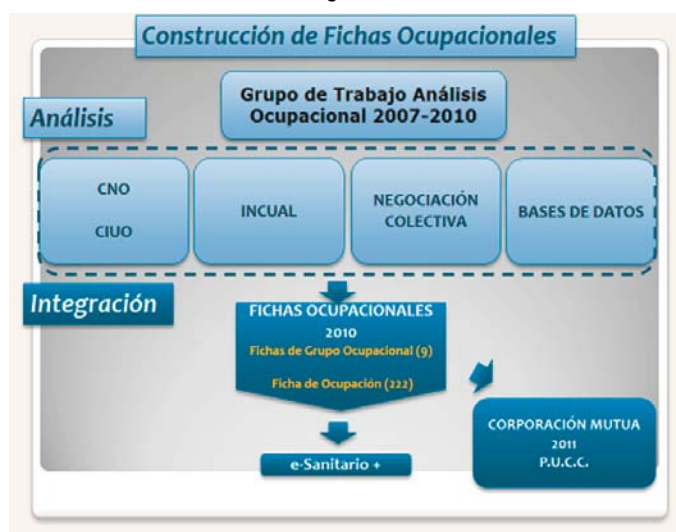 Construcción de Fichas Ocupacionales
Grupo de Trabajo Análisis
Ocupacional 2007-2010
Análisis
CNO
CIUO
INCUAL
NEGOCIACIÓN
COLECTIVA
BASES DE DATOS
Integración
FICHAS OCUPACIONALES
2010
Fichas de Grupo Ocupacional (9)
Ficha de Ocupación (222)
CORPORACIÓN MUTUA
2011
P.U.C.C.
e-Sanitario +